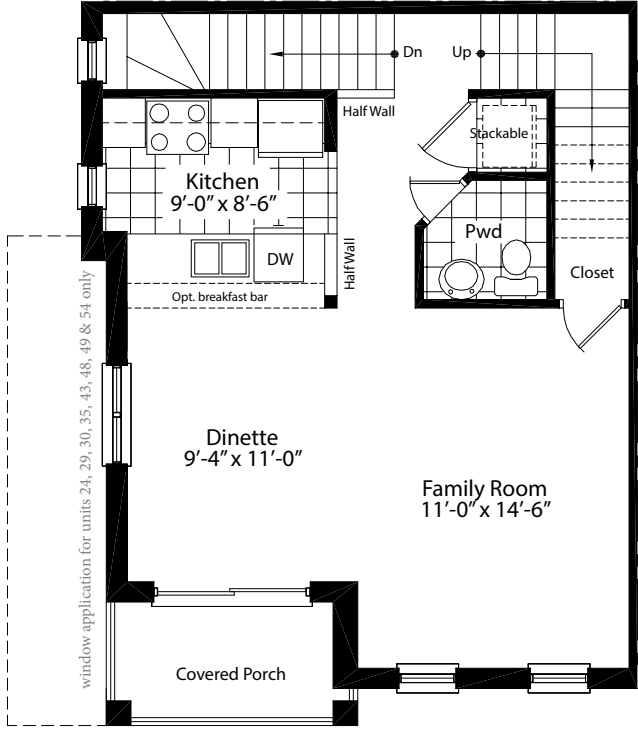 Dn
Up
Half Wall
Stackable
Kitchen
9'-0" x 8'-6"
Pwd
DW
Half Wall
Closet
Opt. breakfast bar
window application for units 24, 29, 30, 35, 43, 48, 49 & 54 only
Dinette
9'-4" x 11'-0"
Family Room
11'-0" x 14'-6"
Covered Porch